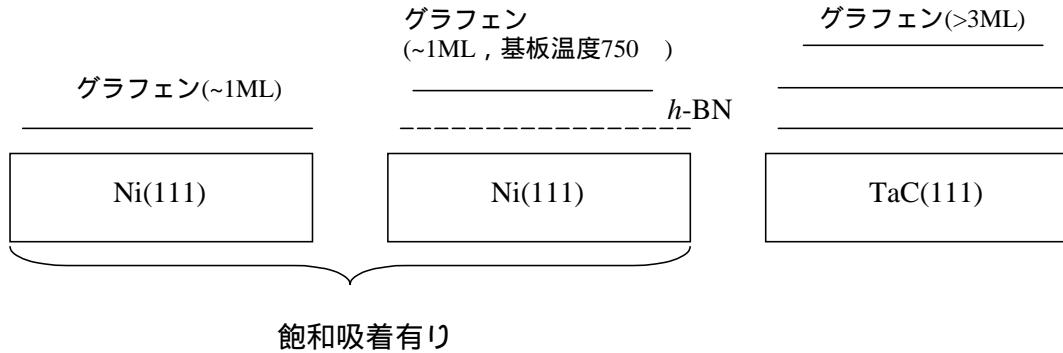 グラフェン(~1ML)
Ni(111)
グラフェン
(~1ML，基板温度750 )
h-BN
Ni(111)
グラフェン(>3ML)
TaC(111)
飽和吸着有り